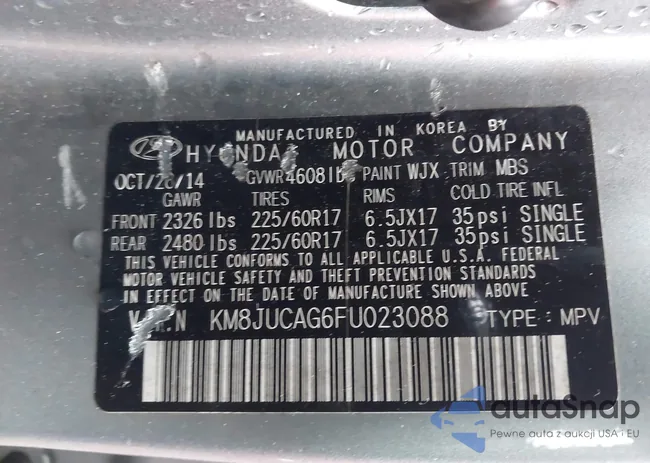 MANUFACTURED IN KOREA BY
HYUNDAI MOTOR COMPANY
OCT/28/14 GVWR 4608 lbs PAINT WJX TRIM MBS
GAWR TIRES RIMS COLD TIRE INFL
FRONT 2326 lbs 225/60R17 6.5JX17 35psi SINGLE
REAR 2480 lbs 225/60R17 6.5JX17 35psi SINGLE
THIS VEHICLE CONFORMS TO ALL APPLICABLE U.S.A. FEDERAL
MOTOR VEHICLE SAFETY AND THEFT PREVENTION STANDARDS
IN EFFECT ON THE DATE OF MANUFACTURE SHOWN ABOVE
V.I.N KM8JUCAG6FU023088 TYPE: MPV
autoSnap
Pewne auta z aukcji USA i EU